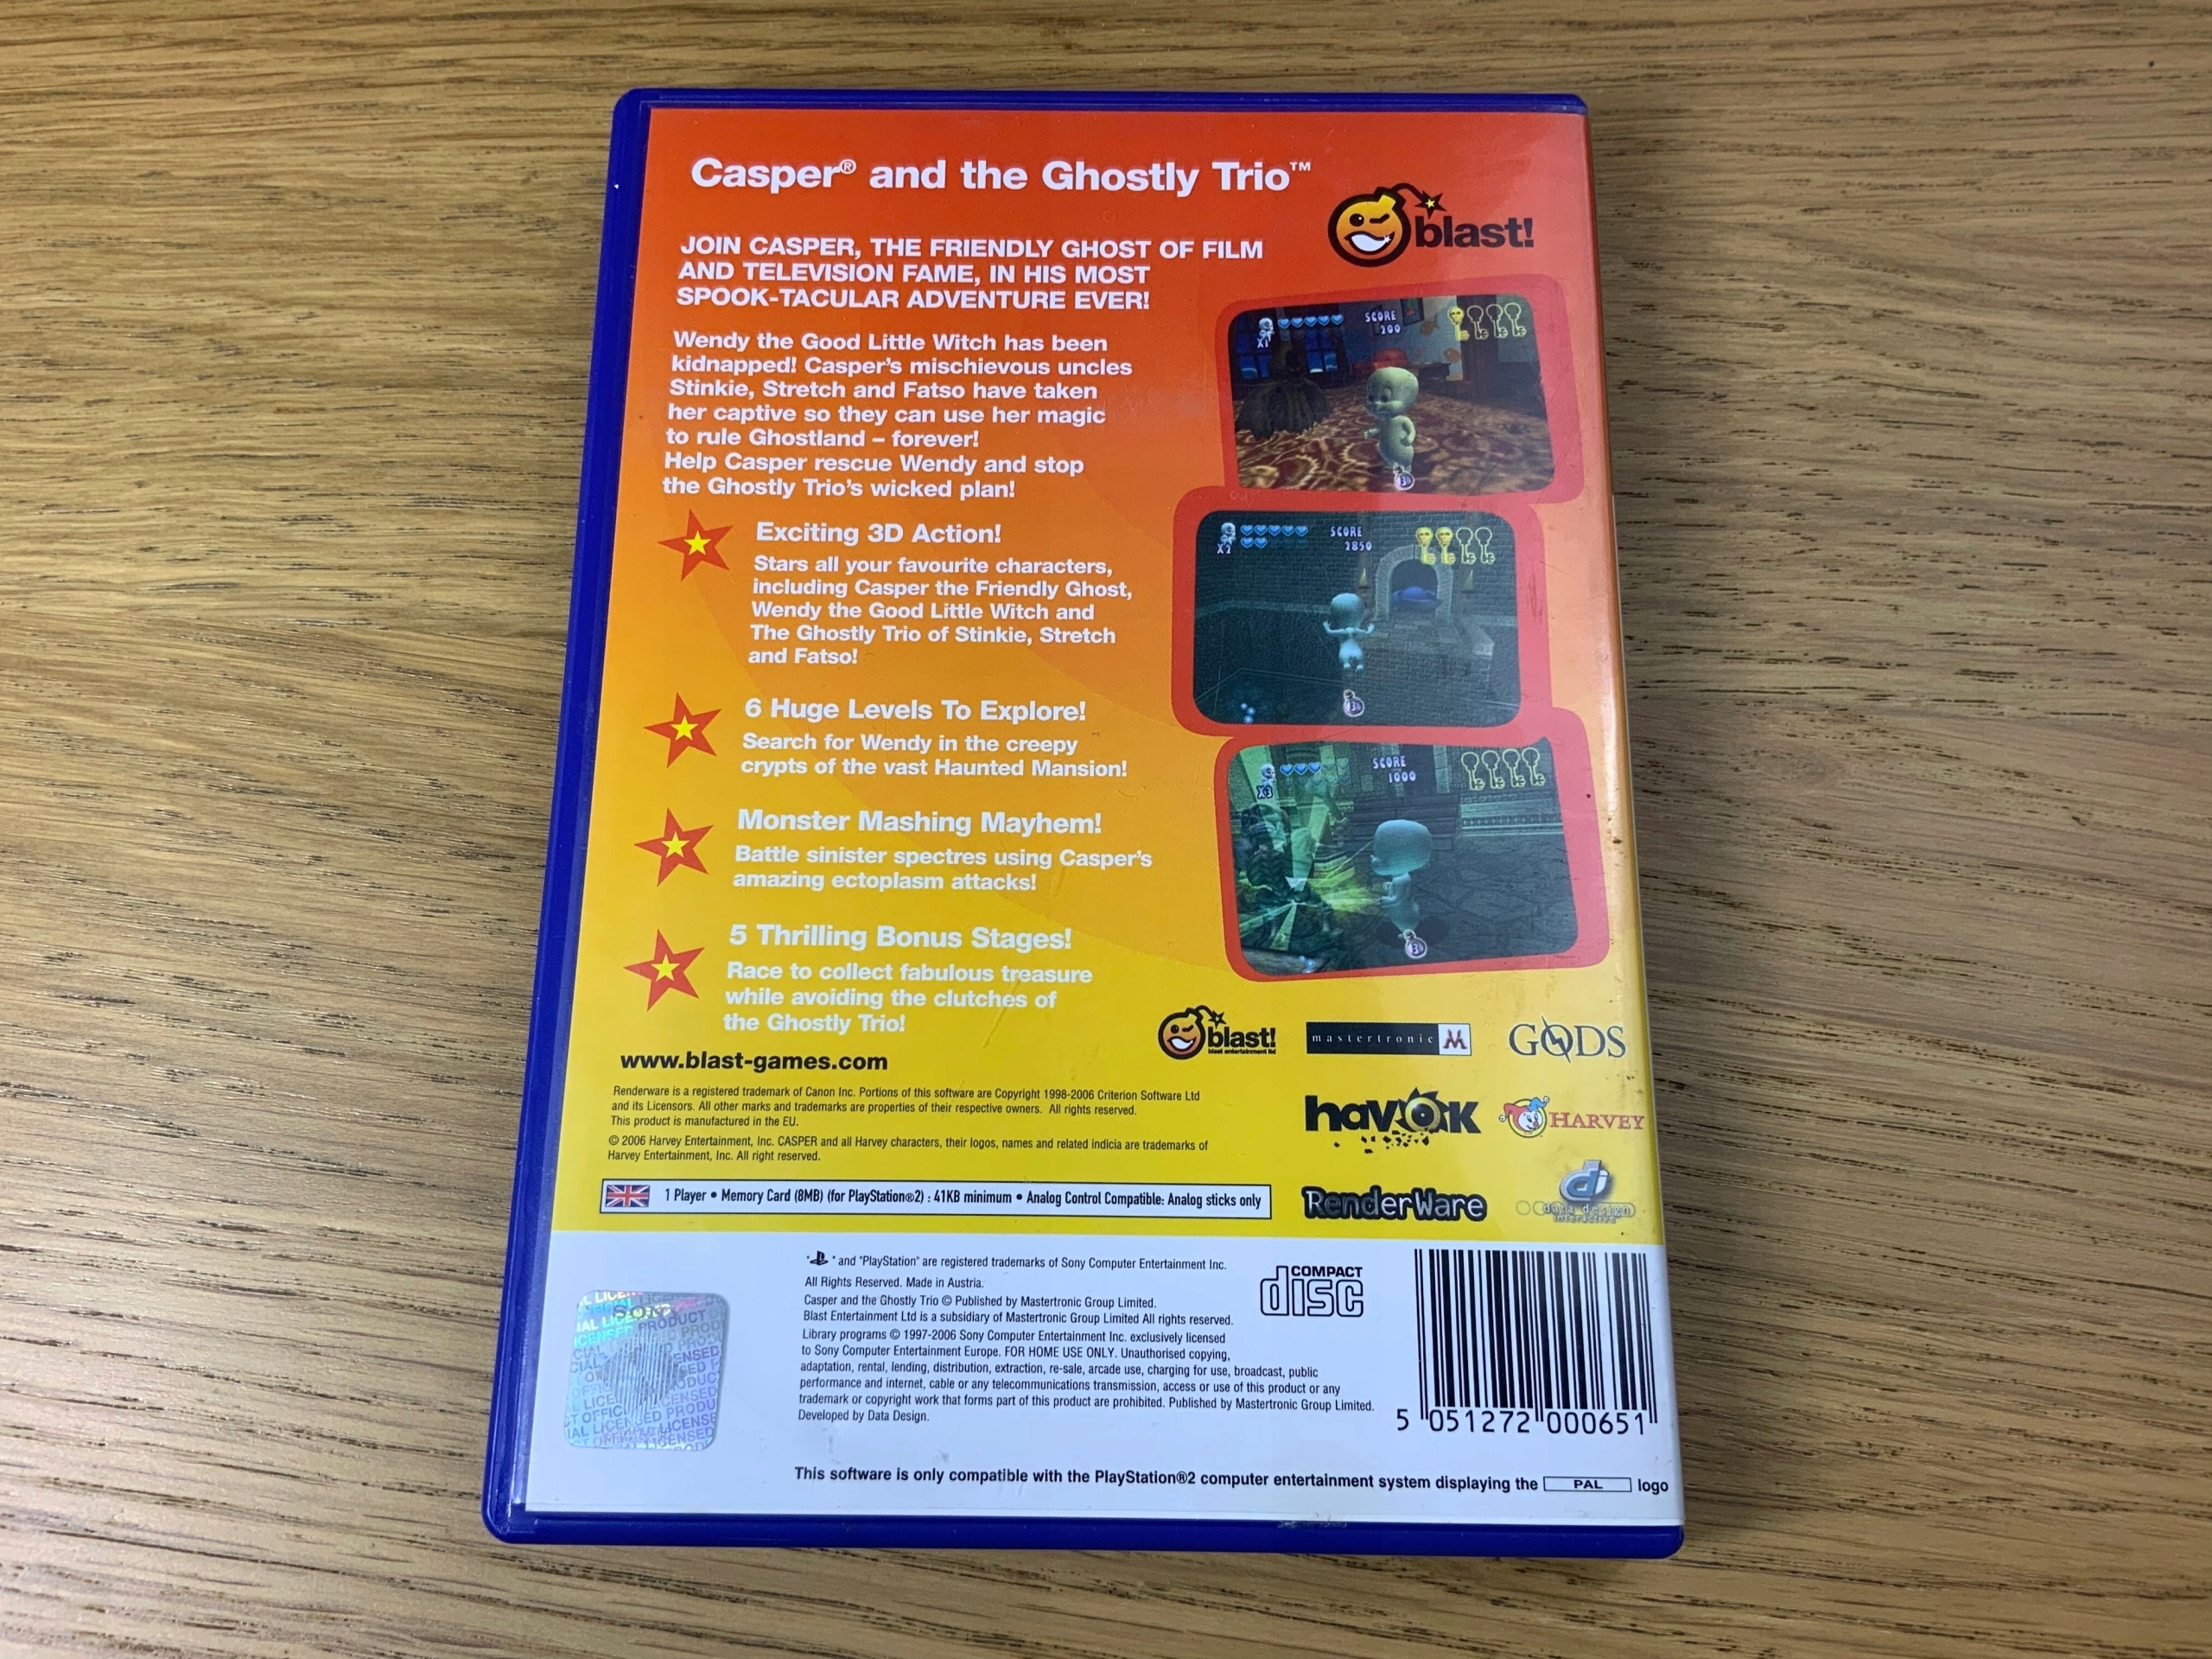 Casper® and the Ghostly Trio™
blast!
JOIN CASPER, THE FRIENDLY GHOST OF FILM
AND TELEVISION FAME, IN HIS MOST
SPOOK-TACULAR ADVENTURE EVER!
Wendy the Good Little Witch has been
kidnapped! Casper's mischievous uncles
Stinkie, Stretch and Fatso have taken
her captive so they can use her magic
to rule Ghostland – forever!
Help Casper rescue Wendy and stop
the Ghostly Trio's wicked plan!
X1
SCORE
200
Exciting 3D Action!
Stars all your favourite characters,
including Casper the Friendly Ghost,
Wendy the Good Little Witch and
The Ghostly Trio of Stinkie, Stretch
and Fatso!
X2
SCORE
2850
6 Huge Levels To Explore!
Search for Wendy in the creepy
crypts of the vast Haunted Mansion!
X3
SCORE
1000
Monster Mashing Mayhem!
Battle sinister spectres using Casper's
amazing ectoplasm attacks!
5 Thrilling Bonus Stages!
Race to collect fabulous treasure
while avoiding the clutches of
the Ghostly Trio!
www.blast-games.com
blast!
blast entertainment ltd
mastertronic M
GODS
Renderware is a registered trademark of Canon Inc. Portions of this software are Copyright 1998-2006 Criterion Software Ltd
and its Licensors. All other marks and trademarks are properties of their respective owners. All rights reserved.
This product is manufactured in the EU.
© 2006 Harvey Entertainment, Inc. CASPER and all Harvey characters, their logos, names and related indicia are trademarks of
Harvey Entertainment, Inc. All right reserved.
havok
HARVEY
1 Player • Memory Card (8MB) (for PlayStation®2) : 41KB minimum • Analog Control Compatible: Analog sticks only
RenderWare
di
data design
interactive
" " and "PlayStation" are registered trademarks of Sony Computer Entertainment Inc.
All Rights Reserved. Made in Austria.
Casper and the Ghostly Trio © Published by Mastertronic Group Limited.
Blast Entertainment Ltd is a subsidiary of Mastertronic Group Limited All rights reserved.
Library programs © 1997-2006 Sony Computer Entertainment Inc. exclusively licensed
to Sony Computer Entertainment Europe. FOR HOME USE ONLY. Unauthorised copying,
adaptation, rental, lending, distribution, extraction, re-sale, arcade use, charging for use, broadcast, public
performance and internet, cable or any telecommunications transmission, access or use of this product or any
trademark or copyright work that forms part of this product are prohibited. Published by Mastertronic Group Limited.
Developed by Data Design.
COMPACT
disc
5 051272 000651
SONY
This software is only compatible with the PlayStation®2 computer entertainment system displaying the PAL logo